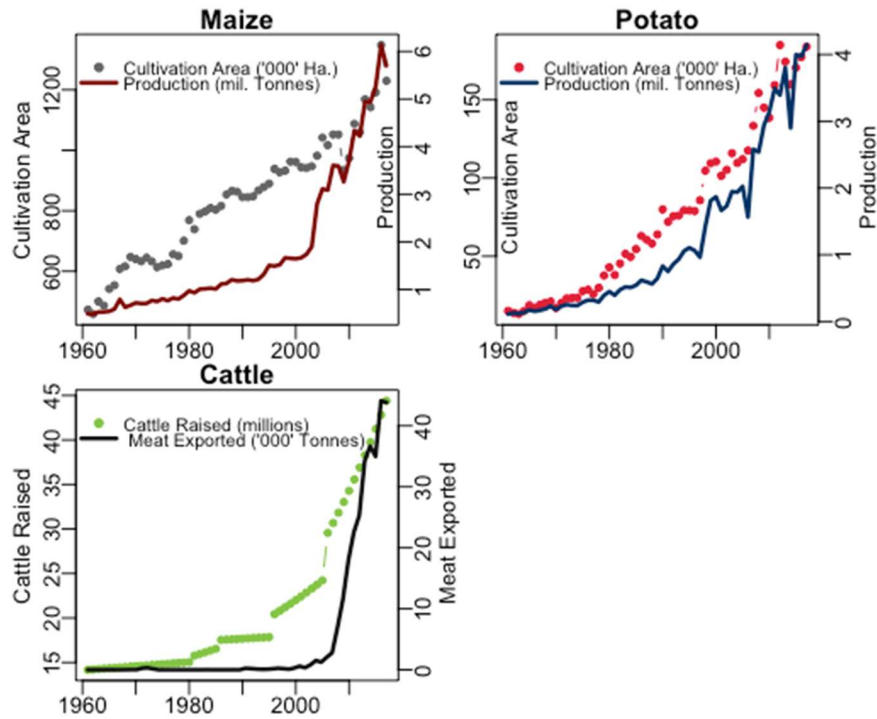 Maize
Cultivation Area ('000' Ha.)
Production (mil. Tonnes)
Cultivation Area
600
800
1200
Production
1
2
3
4
5
6
1960
1980
2000
Potato
Cultivation Area ('000' Ha.)
Production (mil. Tonnes)
Cultivation Area
50
100
150
Production
0
1
2
3
4
1960
1980
2000
Cattle
Cattle Raised (millions)
Meat Exported ('000' Tonnes)
Cattle Raised
15
20
25
30
35
40
45
Meat Exported
0
10
20
30
40
1960
1980
2000